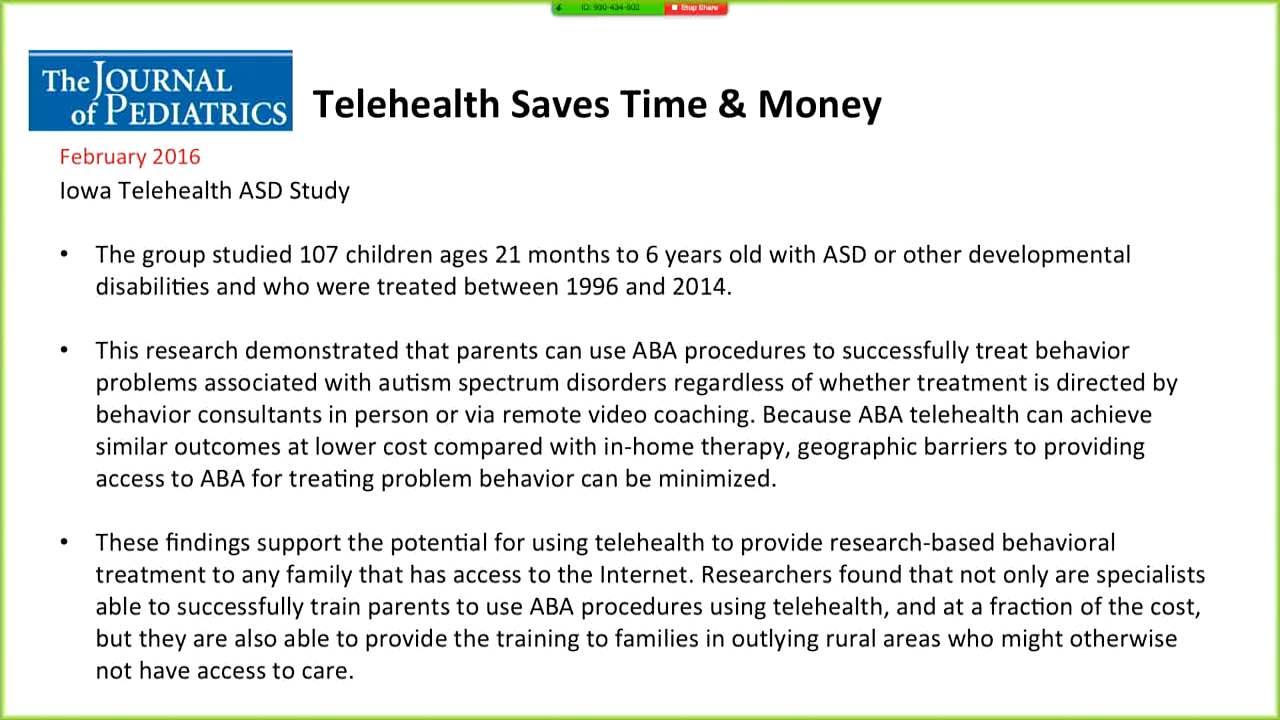 ID: 930-434-602 Stop Share
The JOURNAL
of PEDIATRICS
Telehealth Saves Time & Money
February 2016
Iowa Telehealth ASD Study
• The group studied 107 children ages 21 months to 6 years old with ASD or other developmental
disabilities and who were treated between 1996 and 2014.
• This research demonstrated that parents can use ABA procedures to successfully treat behavior
problems associated with autism spectrum disorders regardless of whether treatment is directed by
behavior consultants in person or via remote video coaching. Because ABA telehealth can achieve
similar outcomes at lower cost compared with in-home therapy, geographic barriers to providing
access to ABA for treating problem behavior can be minimized.
• These findings support the potential for using telehealth to provide research-based behavioral
treatment to any family that has access to the Internet. Researchers found that not only are specialists
able to successfully train parents to use ABA procedures using telehealth, and at a fraction of the cost,
but they are also able to provide the training to families in outlying rural areas who might otherwise
not have access to care.